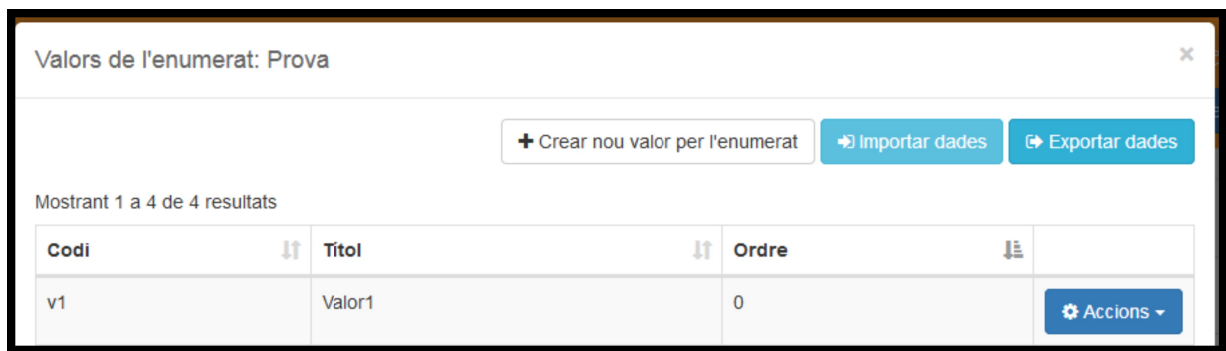 Valors de l'enumerat: Prova ×
Crear nou valor per l'enumerat Importar dades Exportar dades
Mostrant 1 a 4 de 4 resultats
Codi Títol Ordre
v1 Valor1 0 Accions